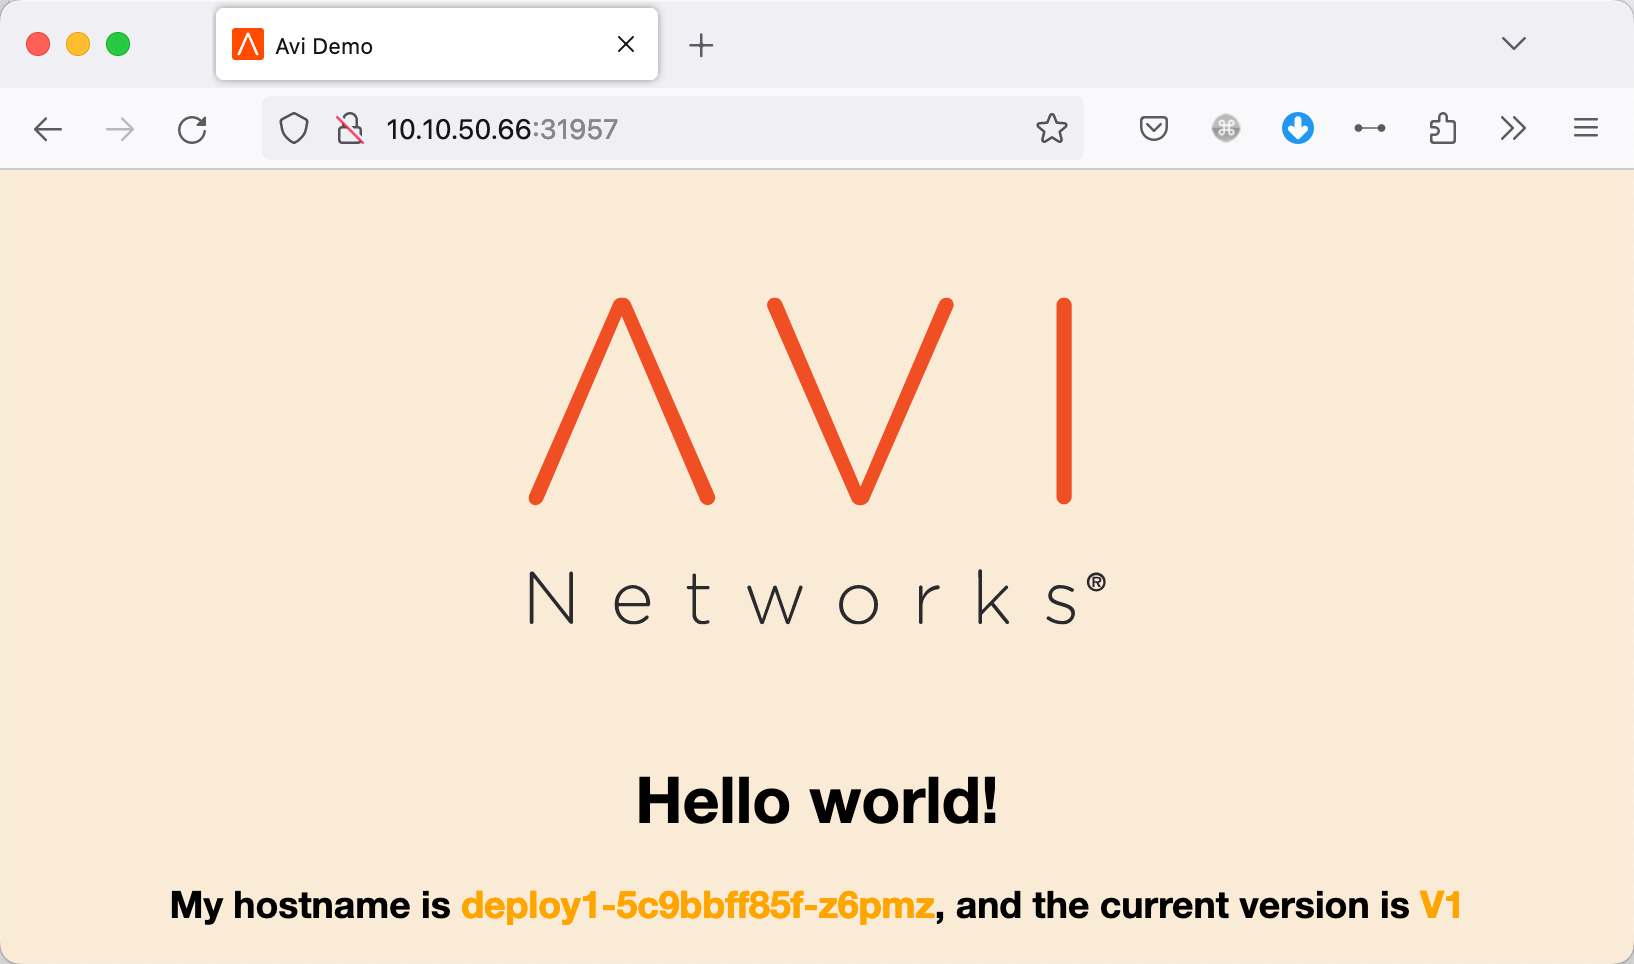 Avi Demo
10.10.50.66:31957
AVI
Networks®
Hello world!
My hostname is deploy1-5c9bbff85f-z6pmz, and the current version is V1